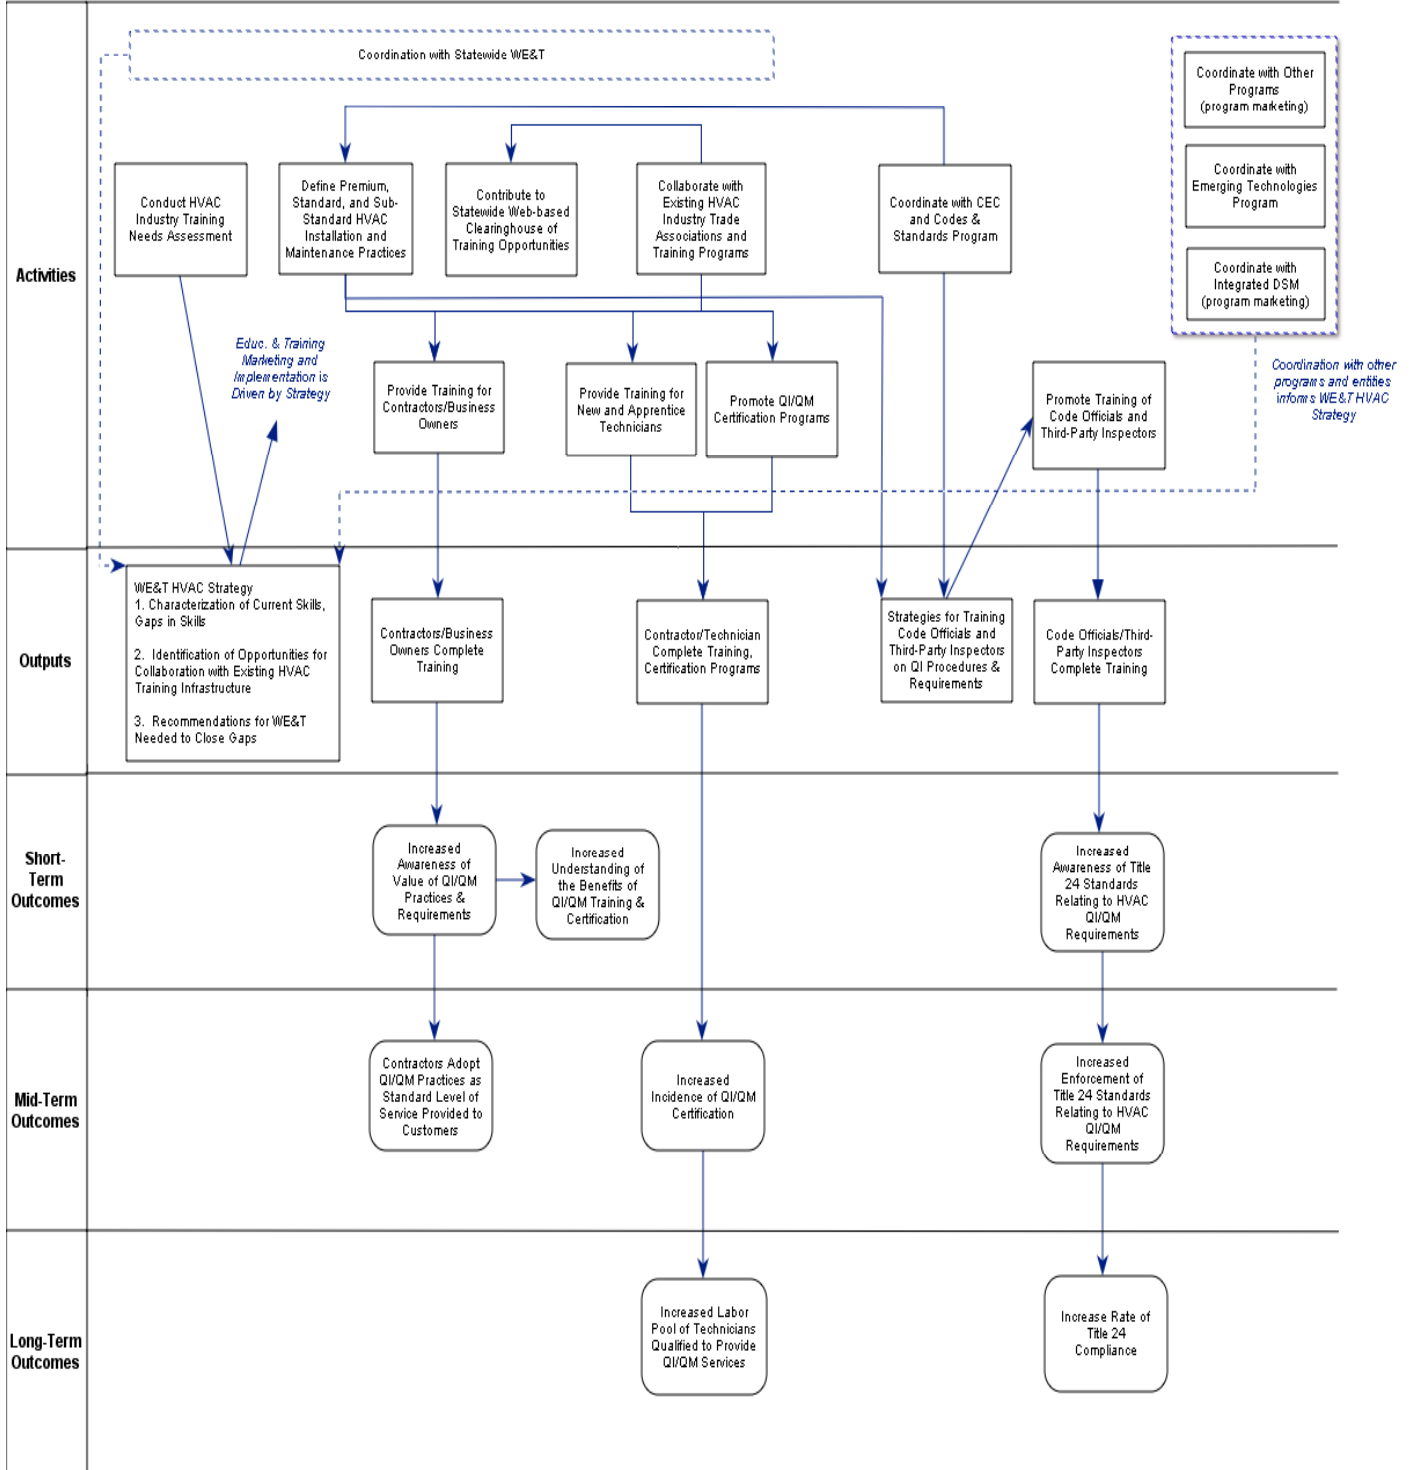 Coordination with Statewide WE&T
Coordinate with Other
Programs
(program marketing)
Coordinate with
Emerging Technologies
Program
Coordinate with
Integrated DSM
(program marketing)
Activities
Conduct HVAC
Industry Training
Needs Assessment
Define Premium,
Standard, and Sub-
Standard HVAC
Installation and
Maintenance Practices
Contribute to
Statewide Web-based
Clearinghouse of
Training Opportunities
Collaborate with
Existing HVAC
Industry Trade
Associations and
Training Programs
Coordinate with CEC
and Codes &
Standards Program
Educ. & Training
Marketing and
Implementation is
Driven by Strategy
Provide Training for
Contractors/Business
Owners
Provide Training for
New and Apprentice
Technicians
Promote QI/QM
Certification Programs
Promote Training of
Code Officials and
Third-Party Inspectors
Coordination with other
programs and entities
informs WE&T HVAC
Strategy
Outputs
WE&T HVAC Strategy
1. Characterization of Current Skills,
Gaps in Skills
2. Identification of Opportunities for
Collaboration with Existing HVAC
Training Infrastructure
3. Recommendations for WE&T
Needed to Close Gaps
Contractors/Business
Owners Complete
Training
Contractor/Technician
Complete Training,
Certification Programs
Strategies for Training
Code Officials and
Third-Party Inspectors
on QI Procedures &
Requirements
Code Officials/Third-
Party Inspectors
Complete Training
Short-
Term
Outcomes
Increased
Awareness of
Value of QI/QM
Practices &
Requirements
Increased
Understanding of
the Benefits of
QI/QM Training &
Certification
Increased
Awareness of Title
24 Standards
Relating to HVAC
QI/QM
Requirements
Mid-Term
Outcomes
Contractors Adopt
QI/QM Practices as
Standard Level of
Service Provided to
Customers
Increased
Incidence of QI/QM
Certification
Increased
Enforcement of
Title 24 Standards
Relating to HVAC
QI/QM
Requirements
Long-Term
Outcomes
Increased Labor
Pool of Technicians
Qualified to Provide
QI/QM Services
Increase Rate of
Title 24
Compliance